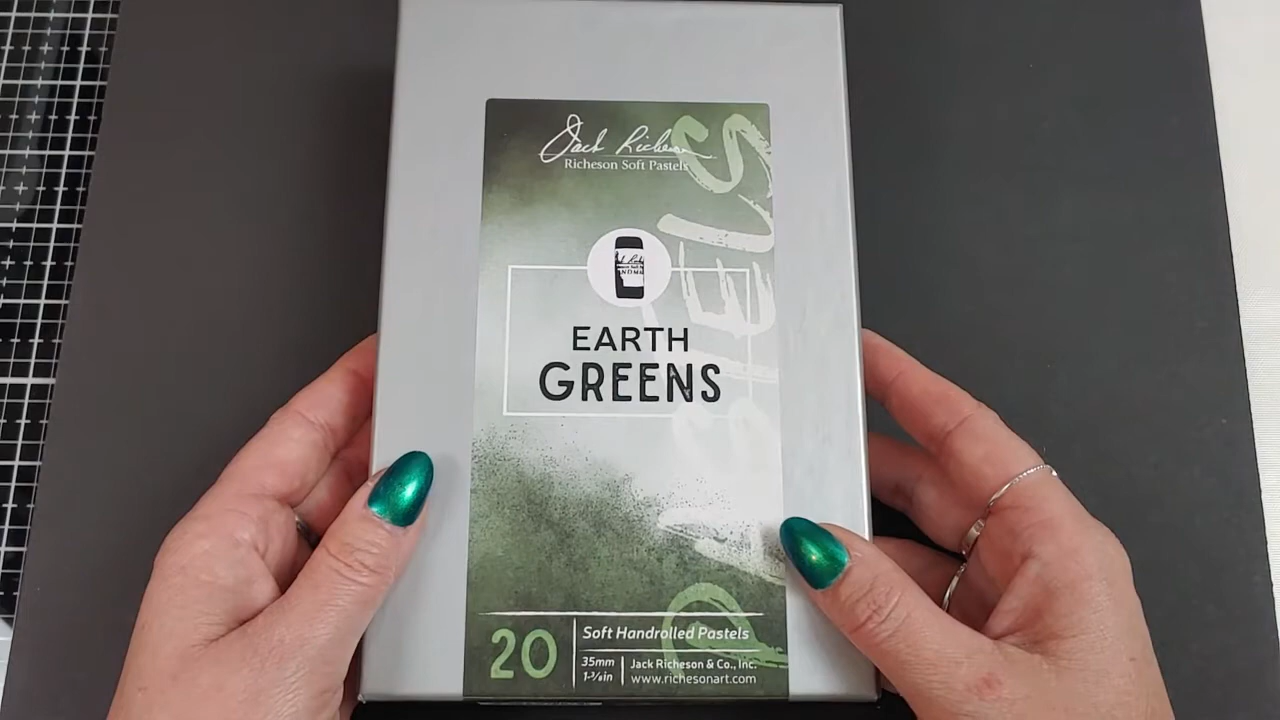 Jack Richeson
Richeson Soft Pastels
PASTELS
EARTH
GREENS
20
Soft Handrolled Pastels
35mm
1-3/8in
Jack Richeson & Co., Inc.
www.richesonart.com